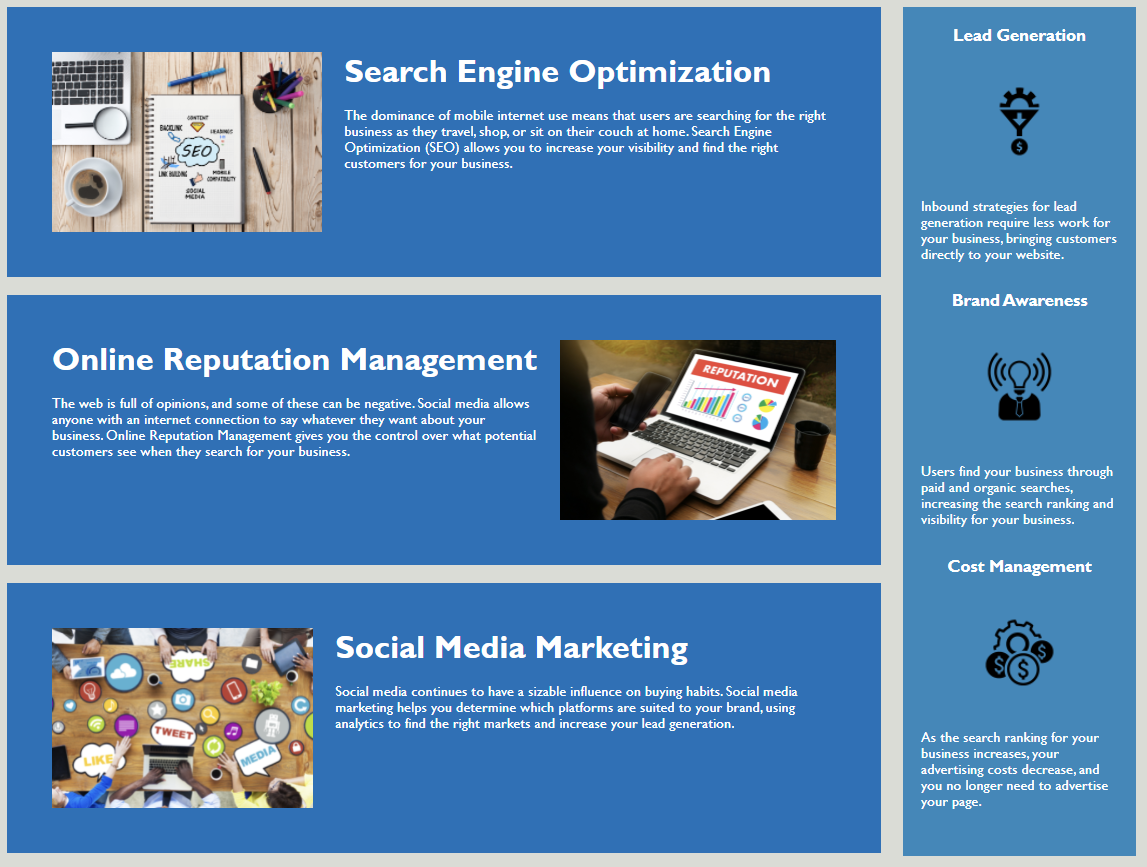 Search Engine Optimization
The dominance of mobile internet use means that users are searching for the right
business as they travel, shop, or sit on their couch at home. Search Engine
Optimization (SEO) allows you to increase your visibility and find the right
customers for your business.
CONTENT
BACKLINK
SEO
LINK BUILDING
MOBILE
COMPATIBILITY
SOCIAL
MEDIA
Online Reputation Management
The web is full of opinions, and some of these can be negative. Social media allows
anyone with an internet connection to say whatever they want about your
business. Online Reputation Management gives you the control over what potential
customers see when they search for your business.
REPUTATION
Social Media Marketing
Social media continues to have a sizable influence on buying habits. Social media
marketing helps you determine which platforms are suited to your brand, using
analytics to find the right markets and increase your lead generation.
SHARE
TWEET
LIKE
MEDIA
Lead Generation
Inbound strategies for lead
generation require less work for
your business, bringing customers
directly to your website.
Brand Awareness
Users find your business through
paid and organic searches,
increasing the search ranking and
visibility for your business.
Cost Management
As the search ranking for your
business increases, your
advertising costs decrease, and
you no longer need to advertise
your page.